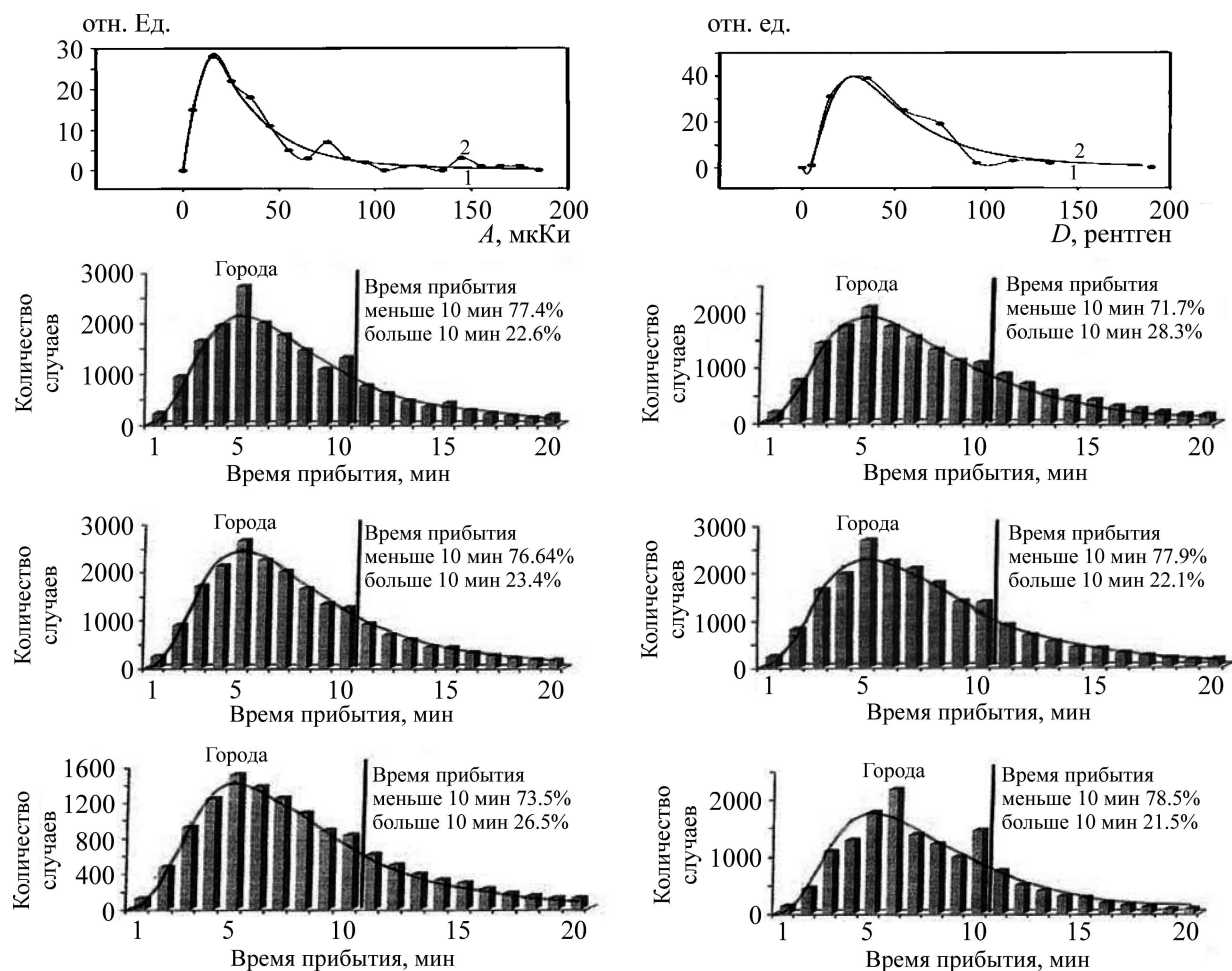 отн. Ед.
30
20
10
0
2
1
0 50 100 150 200
A, мкКи
отн. ед.
40
20
0
2
1
0 50 100 150 200
D, рентген
Количество
случаев
3000
2000
1000
0
Города
Время прибытия
меньше 10 мин 77.4%
больше 10 мин 22.6%
1 5 10 15 20
Время прибытия, мин
Количество
случаев
2000
1000
0
Города
Время прибытия
меньше 10 мин 71.7%
больше 10 мин 28.3%
1 5 10 15 20
Время прибытия, мин
Количество
случаев
3000
2000
1000
0
Города
Время прибытия
меньше 10 мин 76.64%
больше 10 мин 23.4%
1 5 10 15 20
Время прибытия, мин
Количество
случаев
3000
2000
1000
0
Города
Время прибытия
меньше 10 мин 77.9%
больше 10 мин 22.1%
1 5 10 15 20
Время прибытия, мин
Количество
случаев
1600
1200
800
400
0
Города
Время прибытия
меньше 10 мин 73.5%
больше 10 мин 26.5%
1 5 10 15 20
Время прибытия, мин
Количество
случаев
2000
1000
0
Города
Время прибытия
меньше 10 мин 78.5%
больше 10 мин 21.5%
1 5 10 15 20
Время прибытия, мин